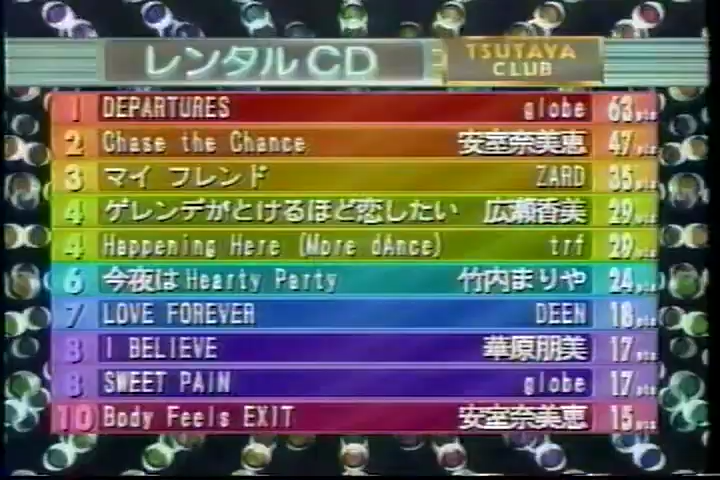 レンタルCD
TSUTAYA
CLUB
1 DEPARTURES globe 63pts
2 Chase the Chance 安室奈美恵 47pts
3 マイ フレンド ZARD 35pts
4 ゲレンデがとけるほど恋したい 広瀬香美 29pts
4 Happening Here (More dAnce) trf 29pts
6 今夜はHearty Party 竹内まりや 24pts
7 LOVE FOREVER DEEN 18pts
8 I BELIEVE 華原朋美 17pts
8 SWEET PAIN globe 17pts
10 Body Feels EXIT 安室奈美恵 15pts